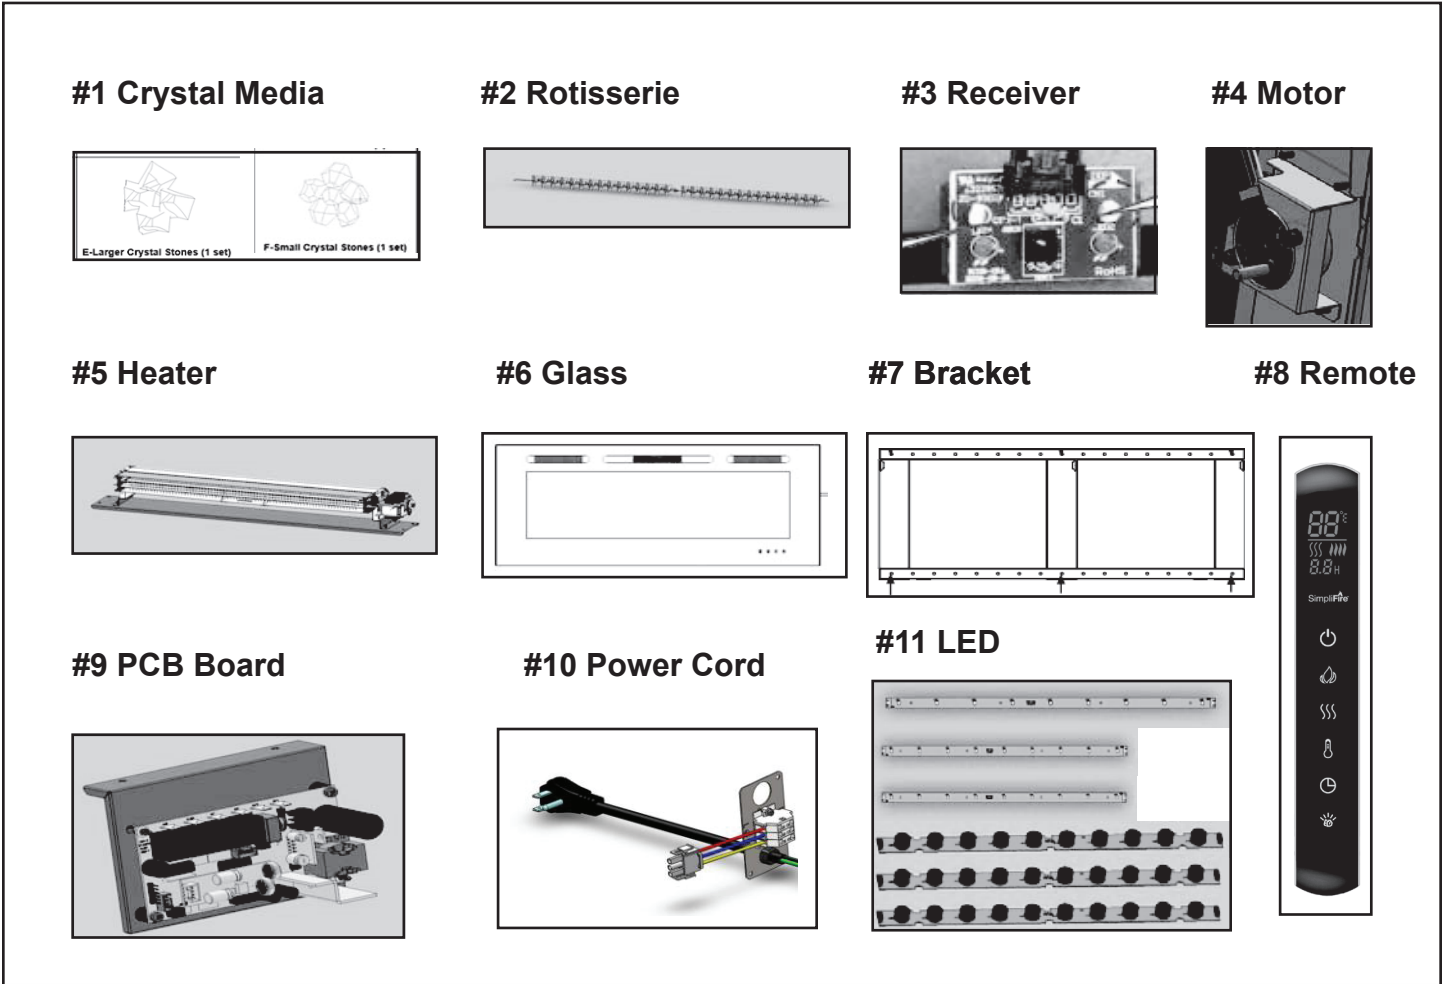 #1 Crystal Media
#2 Rotisserie
#3 Receiver
#4 Motor
E-Larger Crystal Stones (1 set)
F-Small Crystal Stones (1 set)
RoHS
#5 Heater
#6 Glass
#7 Bracket
#8 Remote
88°
8.8H
SimpliFire
#9 PCB Board
#10 Power Cord
#11 LED